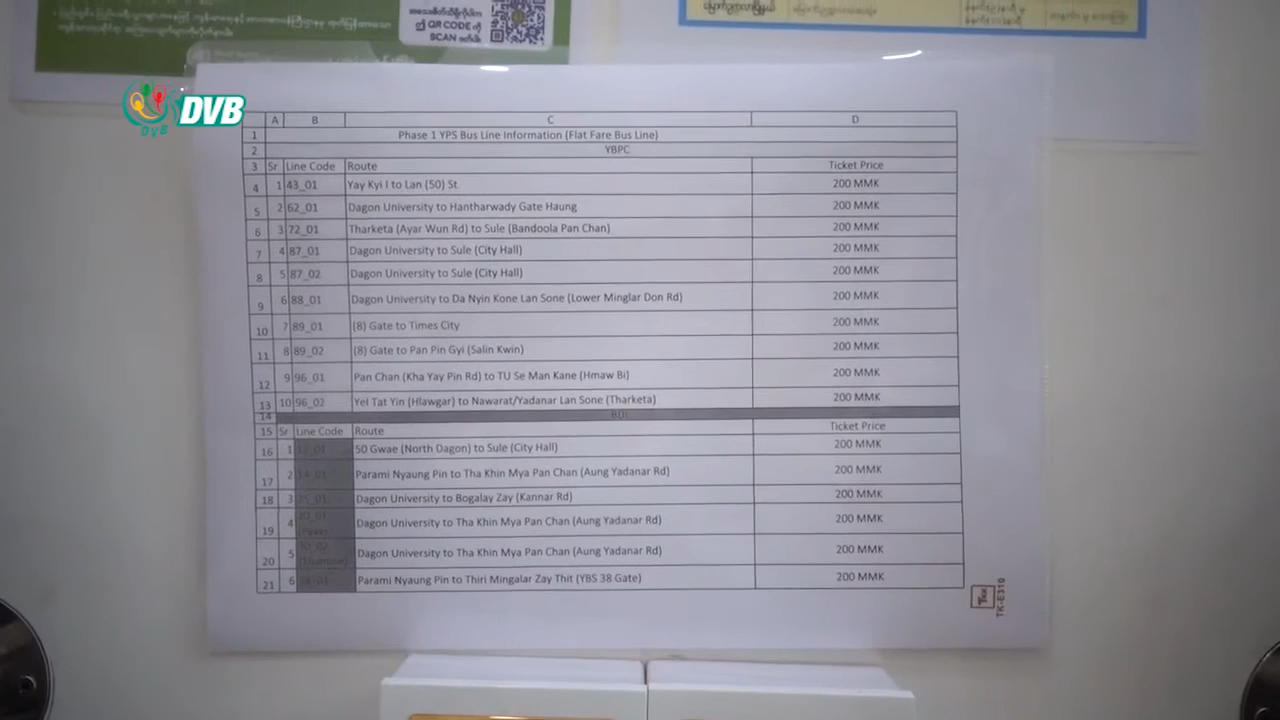 ဤ QR CODE ကို
SCAN ဖတ်ပါ
DVB
DVB
A B C D
1 Phase 1 YPS Bus Line Information (Flat Fare Bus Line)
2 YBPC
3 Sr Line Code Route Ticket Price
4 1 43_01 Yay Kyi I to Lan (50) St. 200 MMK
5 2 62_01 Dagon University to Hantharwady Gate Haung 200 MMK
6 3 72_01 Tharketa (Ayar Wun Rd) to Sule (Bandoola Pan Chan) 200 MMK
7 4 87_01 Dagon University to Sule (City Hall) 200 MMK
8 5 87_02 Dagon University to Sule (City Hall) 200 MMK
9 6 88_01 Dagon University to Da Nyin Kone Lan Sone (Lower Minglar Don Rd) 200 MMK
10 7 89_01 (8) Gate to Times City 200 MMK
11 8 89_02 (8) Gate to Pan Pin Gyi (Salin Kwin) 200 MMK
12 9 96_01 Pan Chan (Kha Yay Pin Rd) to TU Se Man Kane (Hmaw Bi) 200 MMK
13 10 96_02 Yel Tat Yin (Hlawgar) to Nawarat/Yadanar Lan Sone (Tharketa) 200 MMK
14
15 Sr Line Code Route Ticket Price
16 1 50 Gwae (North Dagon) to Sule (City Hall) 200 MMK
17 2 Parami Nyaung Pin to Tha Khin Mya Pan Chan (Aung Yadanar Rd) 200 MMK
18 3 Dagon University to Bogalay Zay (Kannar Rd) 200 MMK
19 4 Dagon University to Tha Khin Mya Pan Chan (Aung Yadanar Rd) 200 MMK
20 5 Dagon University to Tha Khin Mya Pan Chan (Aung Yadanar Rd) 200 MMK
21 6 Parami Nyaung Pin to Thiri Mingalar Zay Thit (YBS 38 Gate) 200 MMK
TK-E310